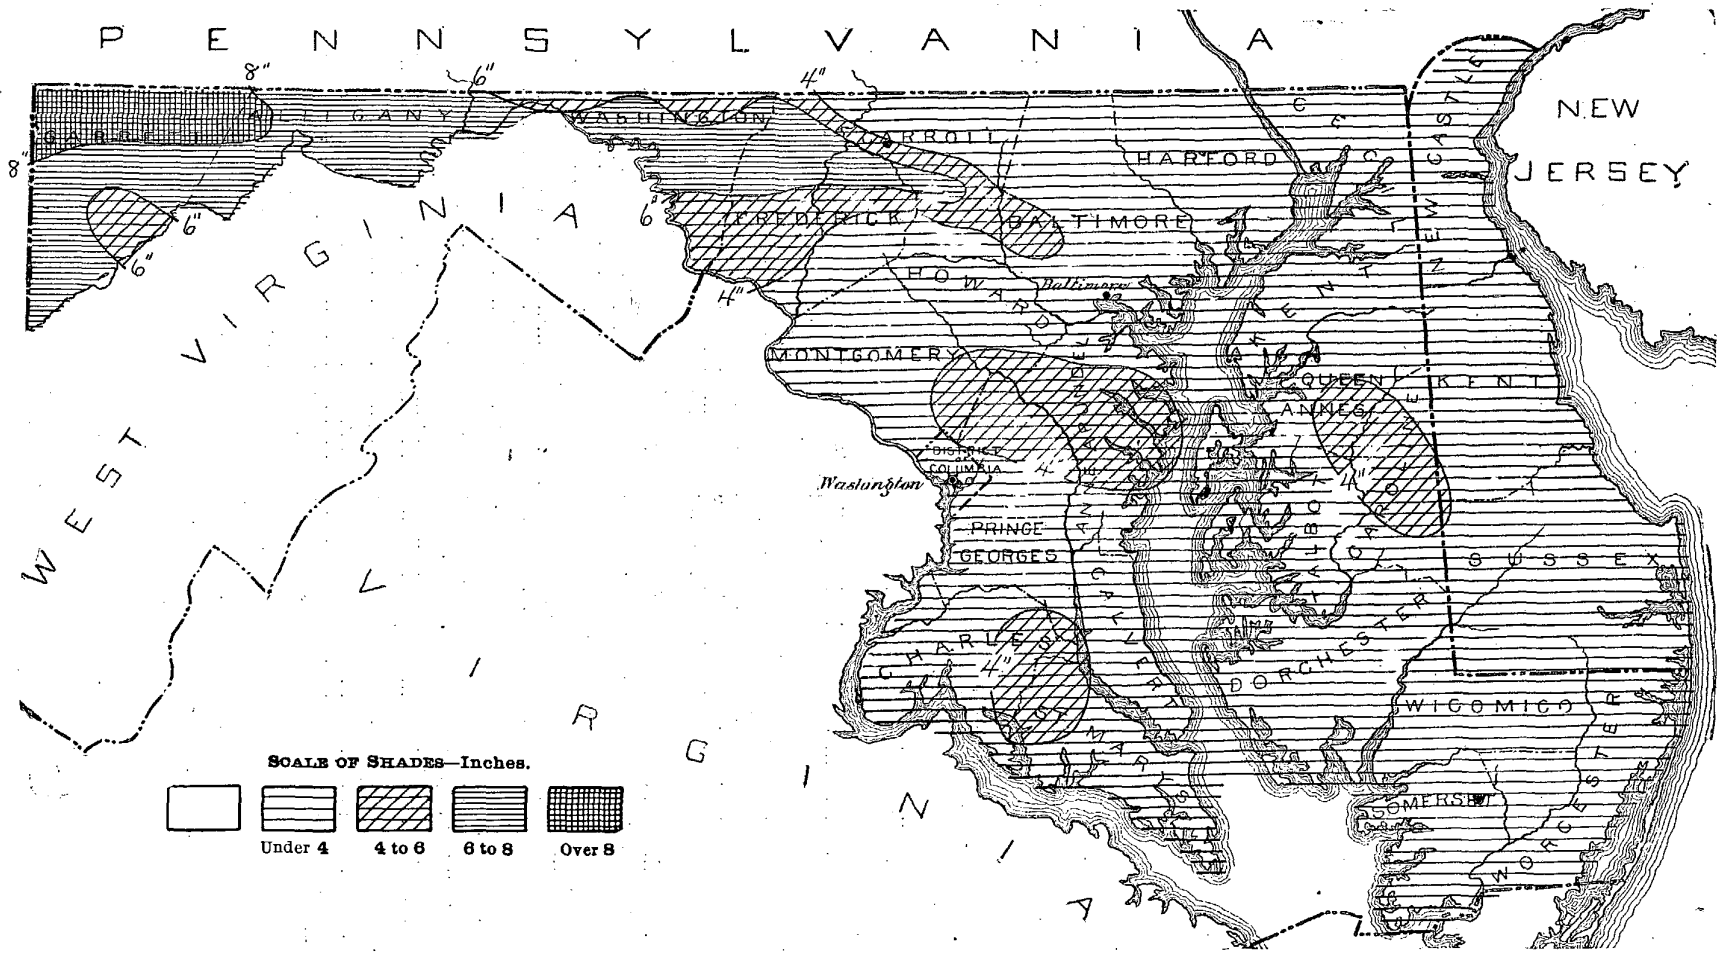 PENNSYLVANIA
8" 6" 4"
NEW
JERSEY
NEW CASTLE
ALLEGANY
WASHINGTON
GARRETT
CARROLL
CECIL
HARFORD
8"
6"
6"
6"
FREDERICK
BALTIMORE
WEST VIRGINIA
4"
HOWARD
Baltimore
KENT
MONTGOMERY
ANNE ARUNDEL
QUEEN
ANNES
KENT
DISTRICT
OF
COLUMBIA
4"
4"
Washington
CAROLINE
TALBOT
PRINCE
GEORGES
SUSSEX
CALVERT
CHARLES
4"
DORCHESTER
ST MARYS
WICOMICO
WORCESTER
SOMERSET
VIRGINIA
SCALE OF SHADES—Inches.
Under 4 4 to 6 6 to 8 Over 8